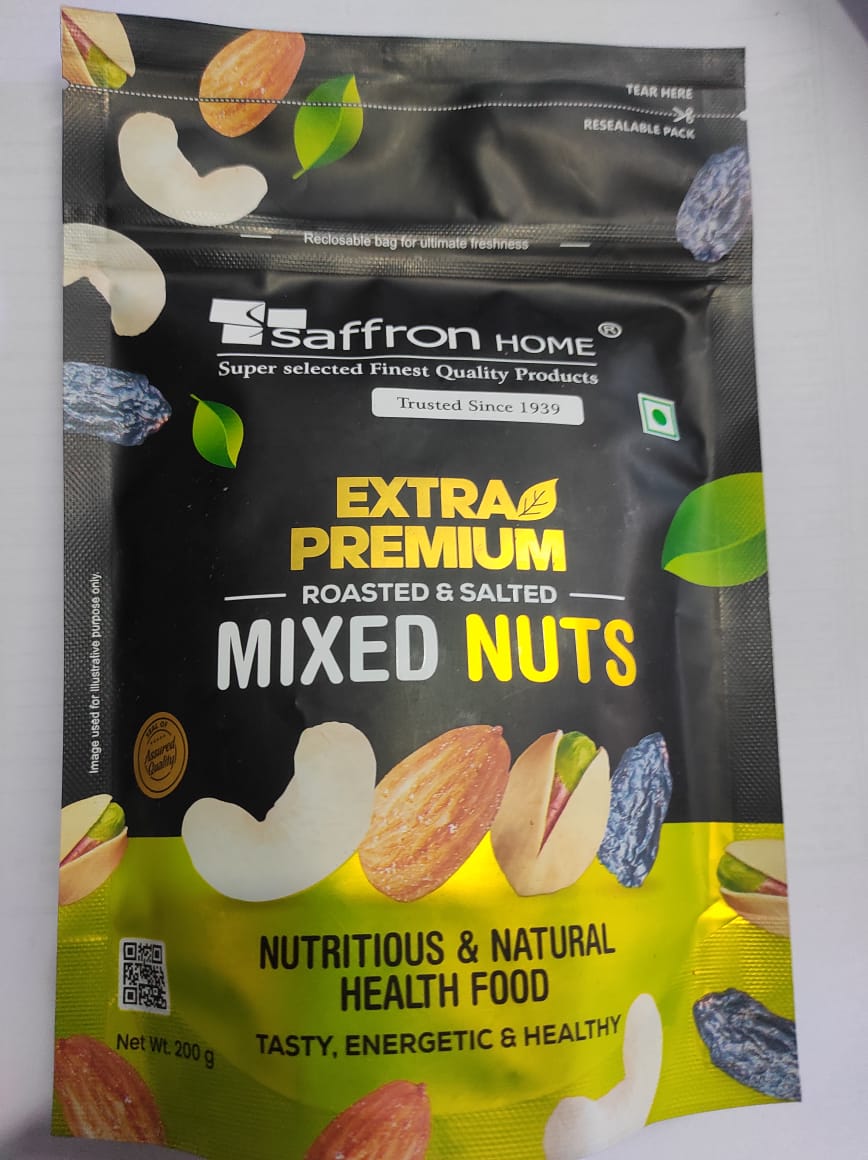 TEAR HERE
RESEALABLE PACK
Reclosable bag for ultimate freshness
saffron HOME®
Super selected Finest Quality Products
Trusted Since 1939
EXTRA
PREMIUM
ROASTED & SALTED
MIXED NUTS
Image used for illustrative purpose only.
SEAL OF
Assured
Quality
NUTRITIOUS & NATURAL
HEALTH FOOD
TASTY, ENERGETIC & HEALTHY
Net Wt. 200 g